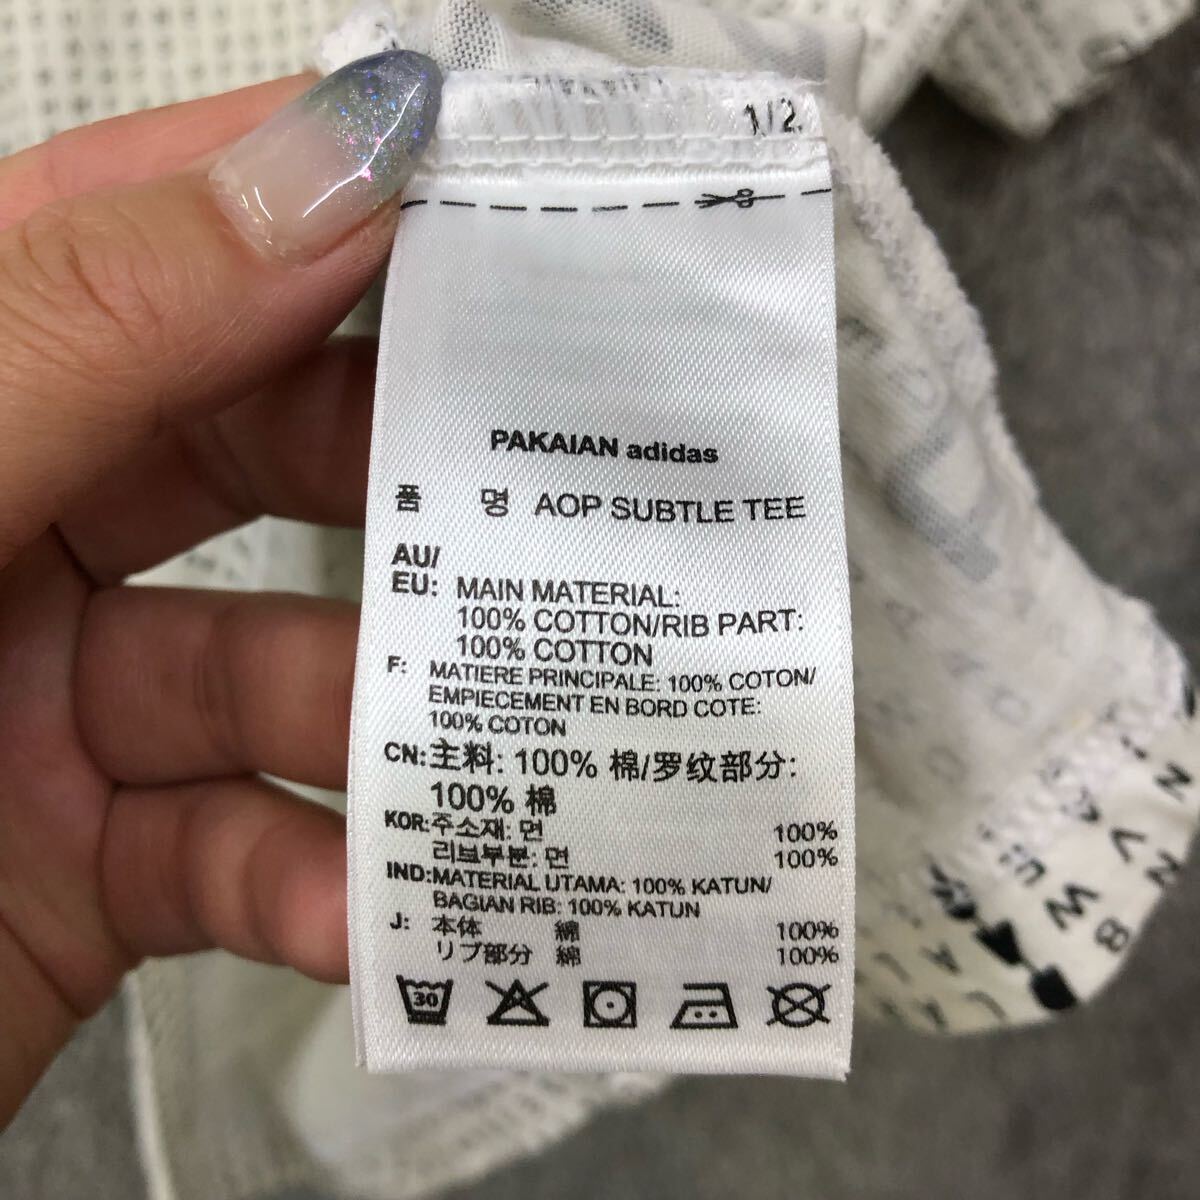 1/2.
PAKAIAN adidas
품 명 AOP SUBTLE TEE
AU/
EU: MAIN MATERIAL:
100% COTTON/RIB PART:
100% COTTON
F: MATIERE PRINCIPALE: 100% COTON/
EMPIECEMENT EN BORD COTE:
100% COTON
CN: 主料: 100% 棉/罗纹部分:
100% 棉
KOR: 주소재: 면 100%
리브부분: 면 100%
IND: MATERIAL UTAMA: 100% KATUN/
BAGIAN RIB: 100% KATUN
J: 本体 綿 100%
リブ部分 綿 100%
30